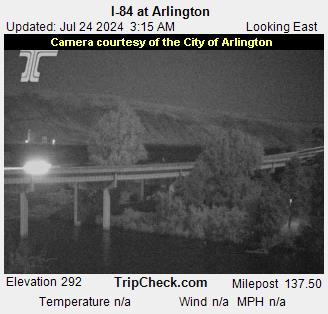 I-84 at Arlington
Updated: Jul 24 2024 3:15 AM Looking East
Camera courtesy of the City of Arlington
Elevation 292 TripCheck.com Milepost 137.50
Temperature n/a Wind n/a MPH n/a